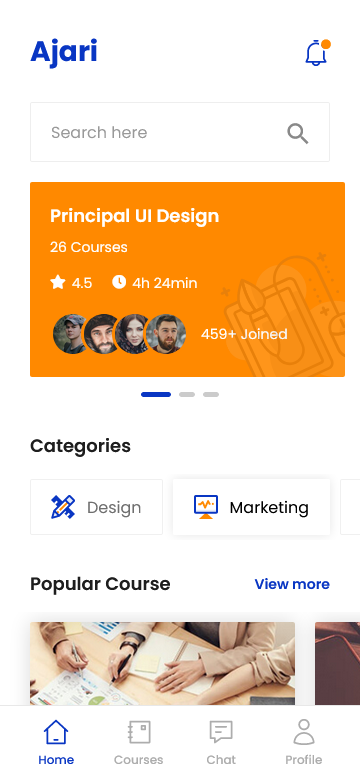 Ajari
Search here
Principal UI Design
26 Courses
4.5 4h 24min
459+ Joined
Categories
Design Marketing
Popular Course View more
Home Courses Chat Profile